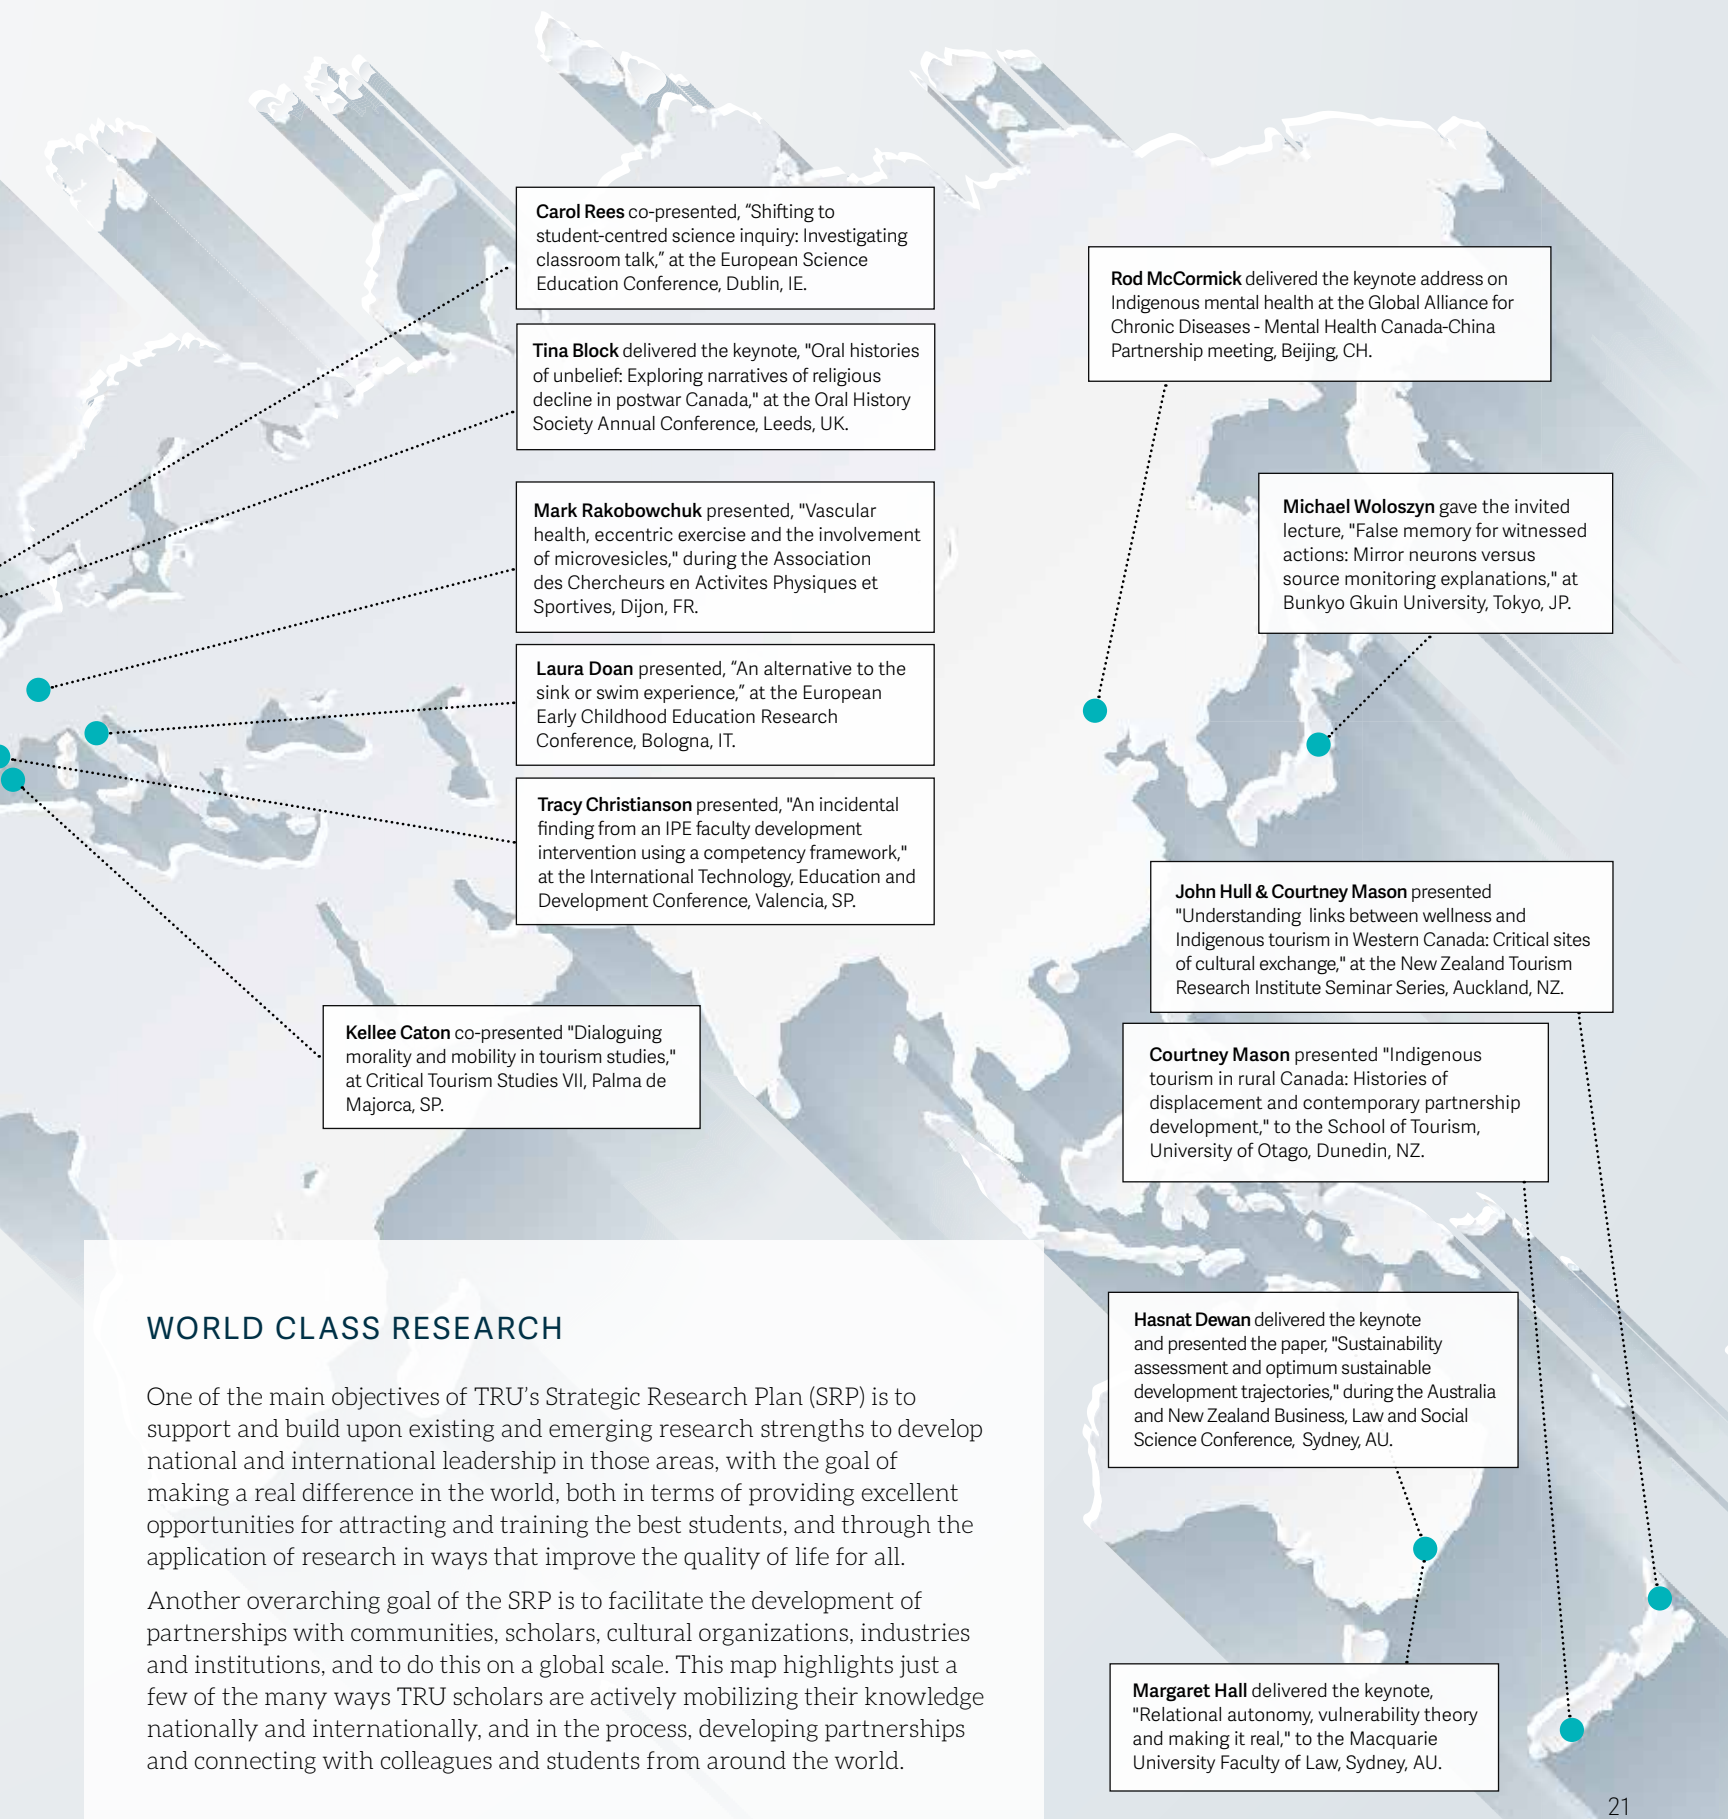 Carol Rees co-presented, “Shifting to
student-centred science inquiry: Investigating
classroom talk,” at the European Science
Education Conference, Dublin, IE.
Tina Block delivered the keynote, "Oral histories
of unbelief: Exploring narratives of religious
decline in postwar Canada," at the Oral History
Society Annual Conference, Leeds, UK.
Mark Rakobowchuk presented, "Vascular
health, eccentric exercise and the involvement
of microvesicles," during the Association
des Chercheurs en Activites Physiques et
Sportives, Dijon, FR.
Laura Doan presented, “An alternative to the
sink or swim experience,” at the European
Early Childhood Education Research
Conference, Bologna, IT.
Tracy Christianson presented, "An incidental
finding from an IPE faculty development
intervention using a competency framework,"
at the International Technology, Education and
Development Conference, Valencia, SP.
Kellee Caton co-presented "Dialoguing
morality and mobility in tourism studies,"
at Critical Tourism Studies VII, Palma de
Majorca, SP.
Rod McCormick delivered the keynote address on
Indigenous mental health at the Global Alliance for
Chronic Diseases - Mental Health Canada-China
Partnership meeting, Beijing, CH.
Michael Woloszyn gave the invited
lecture, "False memory for witnessed
actions: Mirror neurons versus
source monitoring explanations," at
Bunkyo Gkuin University, Tokyo, JP.
John Hull & Courtney Mason presented
"Understanding links between wellness and
Indigenous tourism in Western Canada: Critical sites
of cultural exchange," at the New Zealand Tourism
Research Institute Seminar Series, Auckland, NZ.
Courtney Mason presented "Indigenous
tourism in rural Canada: Histories of
displacement and contemporary partnership
development," to the School of Tourism,
University of Otago, Dunedin, NZ.
Hasnat Dewan delivered the keynote
and presented the paper, "Sustainability
assessment and optimum sustainable
development trajectories," during the Australia
and New Zealand Business, Law and Social
Science Conference, Sydney, AU.
Margaret Hall delivered the keynote,
"Relational autonomy, vulnerability theory
and making it real," to the Macquarie
University Faculty of Law, Sydney, AU.
WORLD CLASS RESEARCH
One of the main objectives of TRU’s Strategic Research Plan (SRP) is to
support and build upon existing and emerging research strengths to develop
national and international leadership in those areas, with the goal of
making a real difference in the world, both in terms of providing excellent
opportunities for attracting and training the best students, and through the
application of research in ways that improve the quality of life for all.
Another overarching goal of the SRP is to facilitate the development of
partnerships with communities, scholars, cultural organizations, industries
and institutions, and to do this on a global scale. This map highlights just a
few of the many ways TRU scholars are actively mobilizing their knowledge
nationally and internationally, and in the process, developing partnerships
and connecting with colleagues and students from around the world.
21